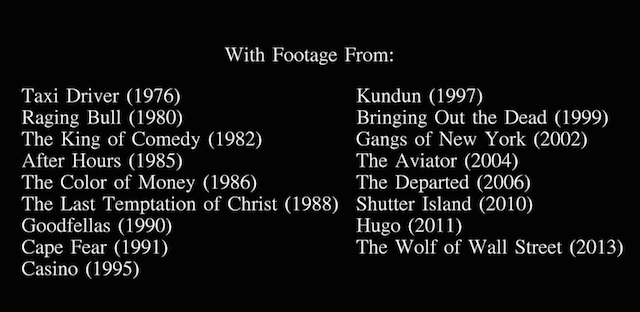 With Footage From:
Taxi Driver (1976)
Raging Bull (1980)
The King of Comedy (1982)
After Hours (1985)
The Color of Money (1986)
The Last Temptation of Christ (1988)
Goodfellas (1990)
Cape Fear (1991)
Casino (1995)
Kundun (1997)
Bringing Out the Dead (1999)
Gangs of New York (2002)
The Aviator (2004)
The Departed (2006)
Shutter Island (2010)
Hugo (2011)
The Wolf of Wall Street (2013)